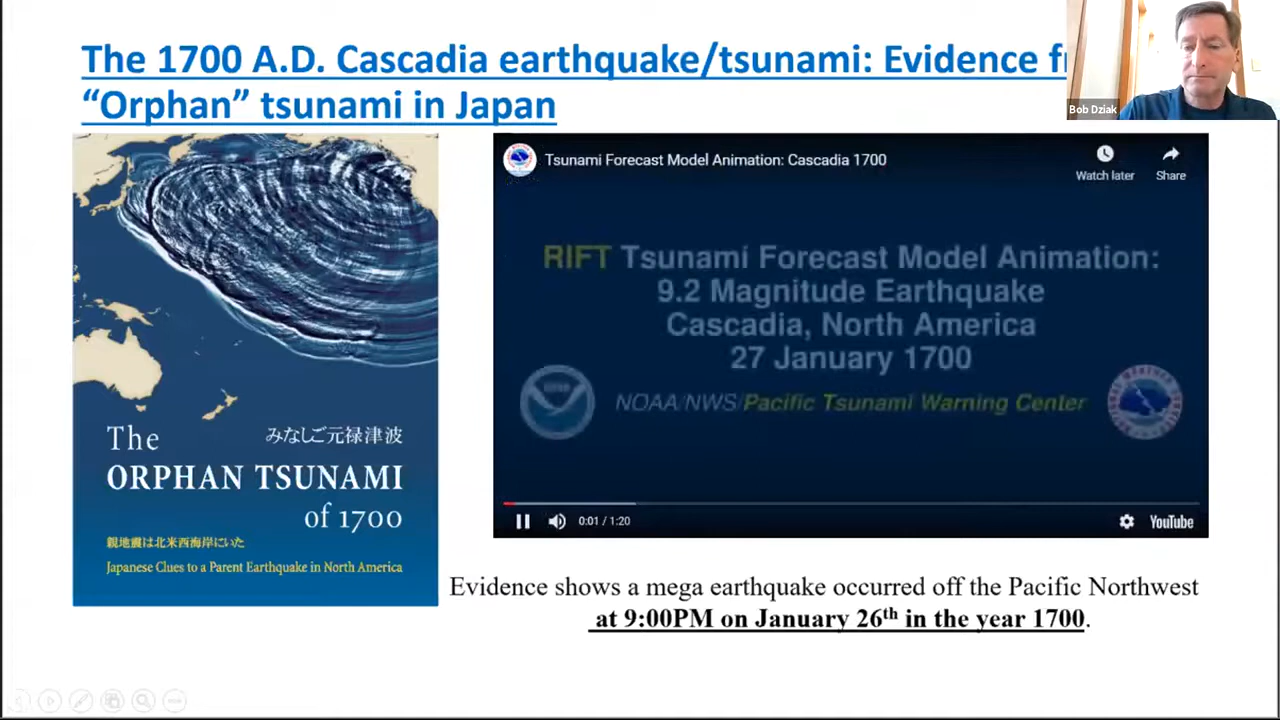 The 1700 A.D. Cascadia earthquake/tsunami: Evidence
“Orphan” tsunami in Japan
Bob Dziak
The
みなしご元禄津波
ORPHAN TSUNAMI
of 1700
親地震は北米西海岸にいた
Japanese Clues to a Parent Earthquake in North America
Tsunami Forecast Model Animation: Cascadia 1700
Watch later
Share
RIFT Tsunami Forecast Model Animation:
9.2 Magnitude Earthquake
Cascadia, North America
27 January 1700
NOAA/NWS/Pacific Tsunami Warning Center
0:01 / 1:20
YouTube
Evidence shows a mega earthquake occurred off the Pacific Northwest
at 9:00PM on January 26th in the year 1700.